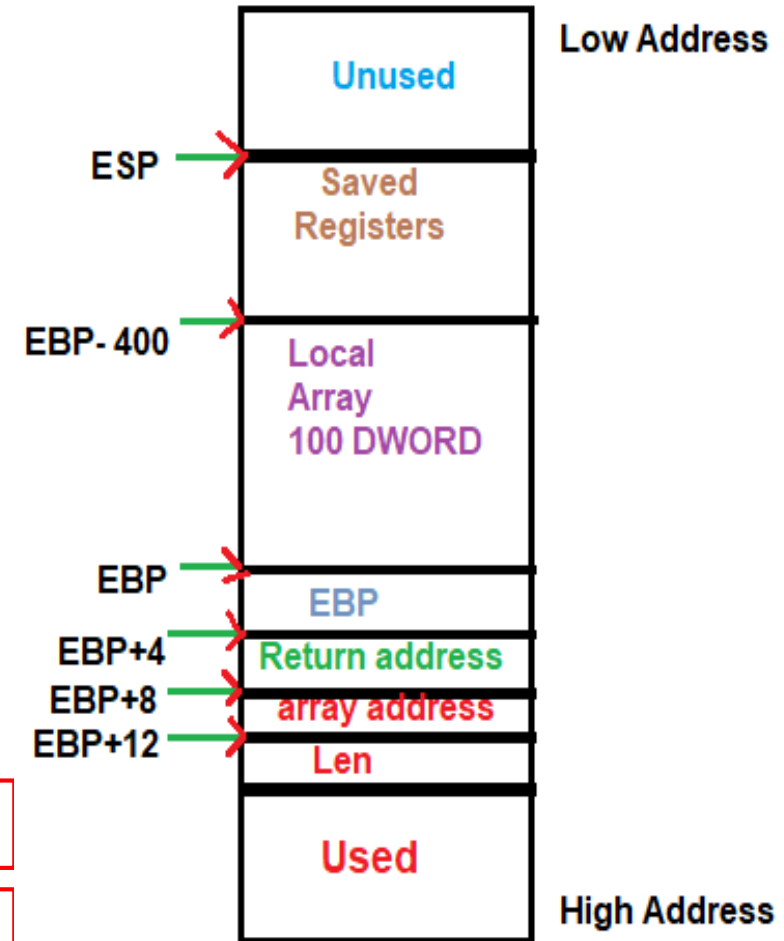 Low Address
Unused
ESP
Saved
Registers
EBP- 400
Local
Array
100 DWORD
EBP
EBP
EBP+4
Return address
EBP+8
array address
EBP+12
Len
Used
High Address